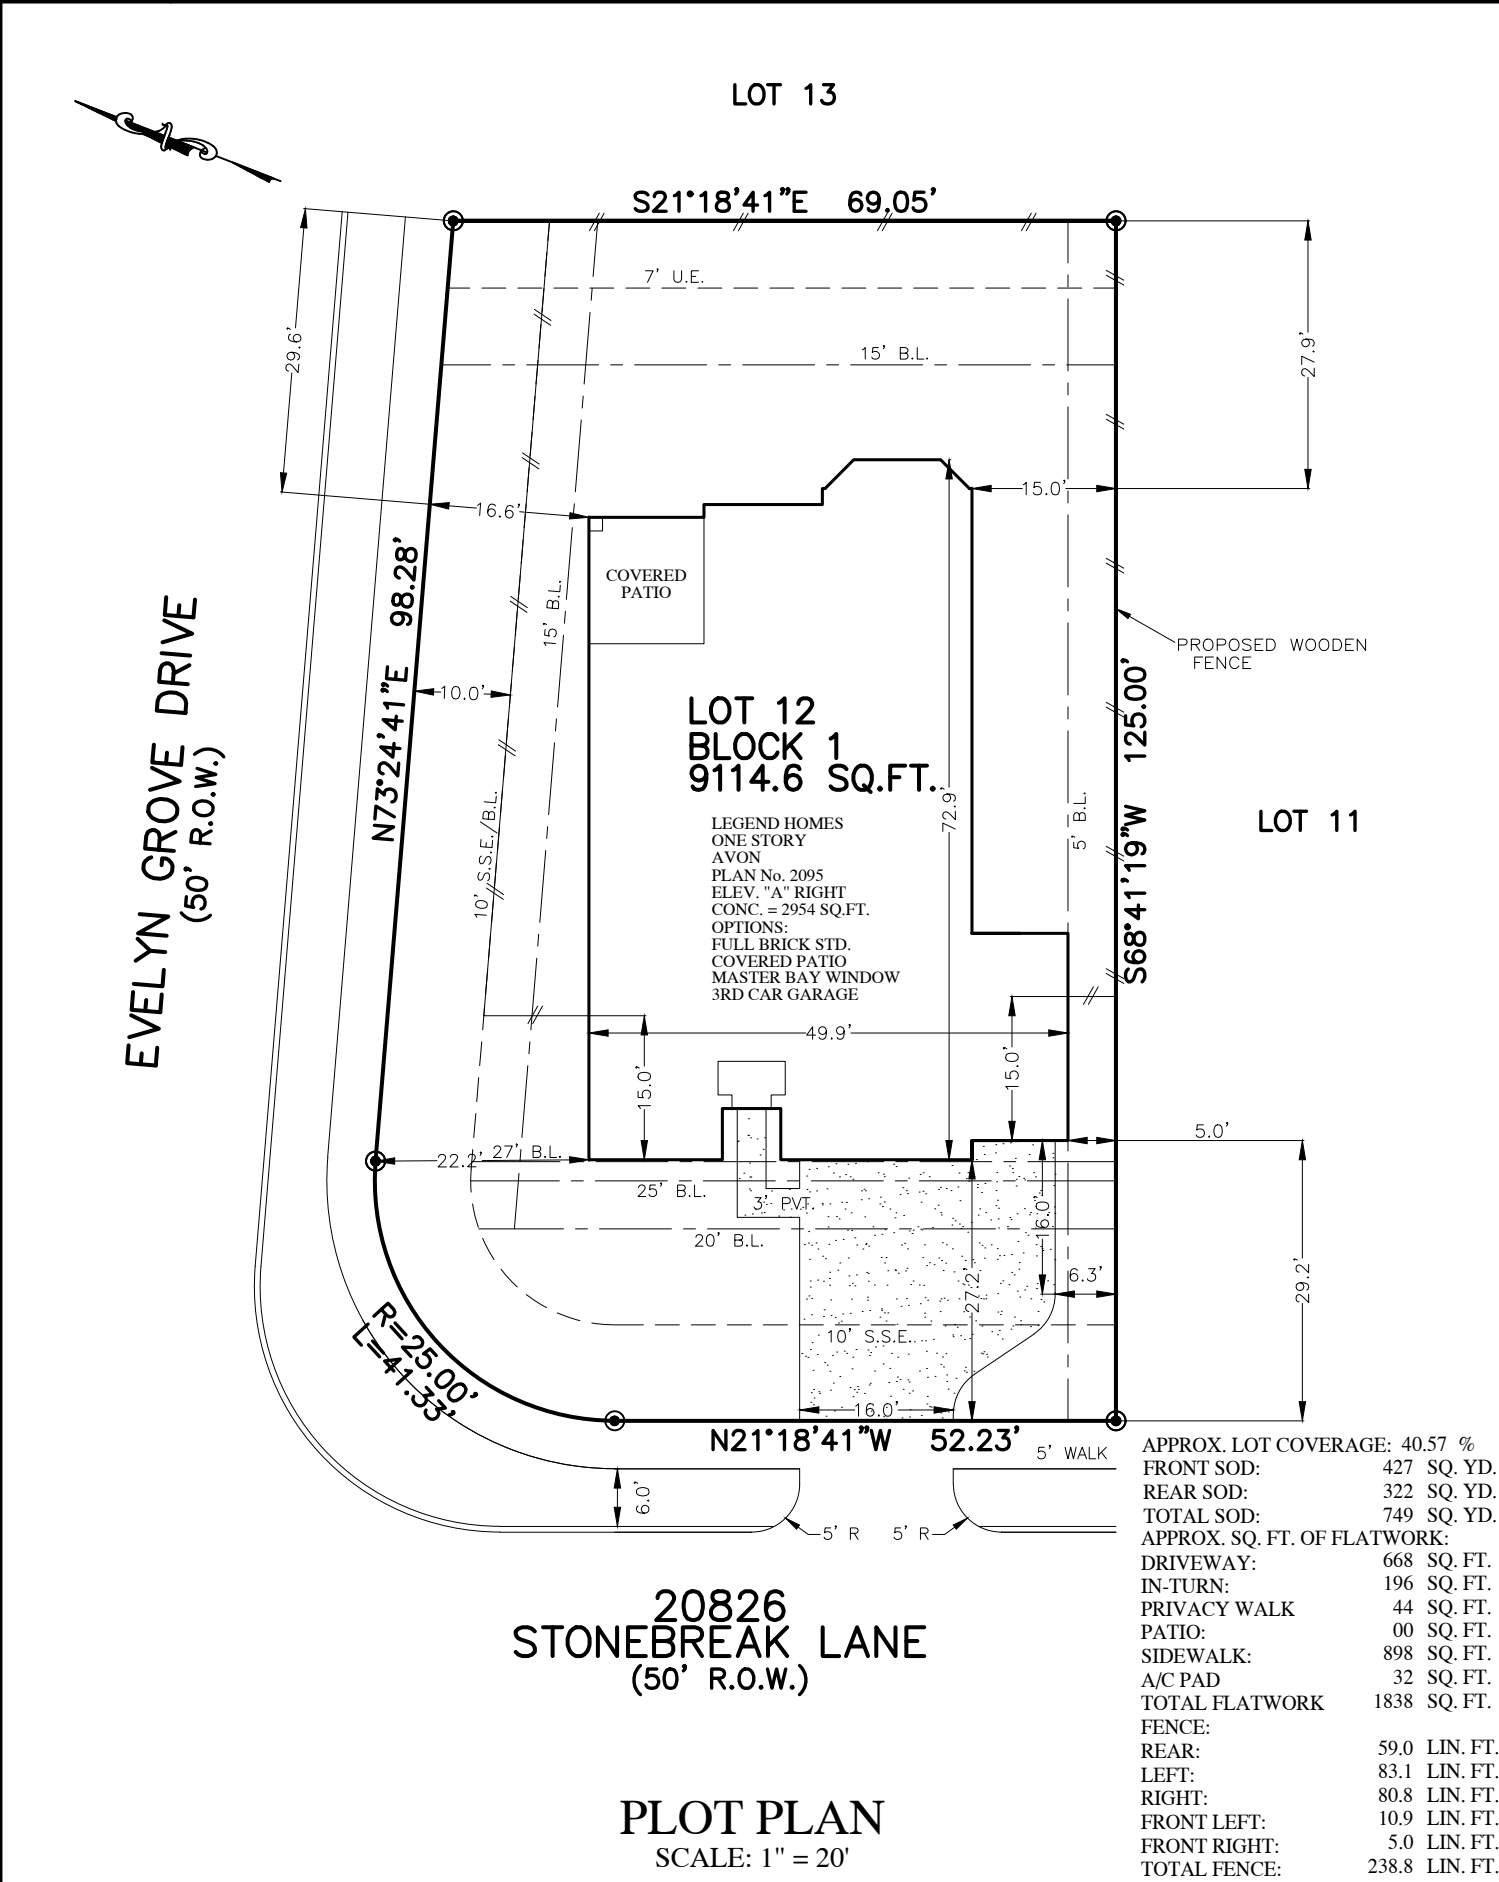 LOT 13
S21°18'41"E 69.05'
7' U.E.
15' B.L.
29.6'
27.9'
15.0'
16.6'
COVERED
PATIO
15' B.L.
N73°24'41"E 98.28'
10.0'
EVELYN GROVE DRIVE
(50' R.O.W.)
PROPOSED WOODEN
FENCE
LOT 12
BLOCK 1
9114.6 SQ.FT.
LEGEND HOMES
ONE STORY
AVON
PLAN No. 2095
ELEV. "A" RIGHT
CONC. = 2954 SQ.FT.
OPTIONS:
FULL BRICK STD.
COVERED PATIO
MASTER BAY WINDOW
3RD CAR GARAGE
72.9'
5' B.L.
S68°41'19"W 125.00'
LOT 11
10' S.S.E./B.L.
49.9'
15.0'
15.0'
5.0'
22.2'
27' B.L.
25' B.L.
3' PVT.
20' B.L.
16.0'
27.2'
6.3'
29.2'
10' S.S.E.
R=25.00'
L=41.33'
16.0'
N21°18'41"W 52.23'
5' WALK
6.0'
5' R
5' R
20826
STONEBREAK LANE
(50' R.O.W.)
PLOT PLAN
SCALE: 1" = 20'
APPROX. LOT COVERAGE: 40.57 %
FRONT SOD: 427 SQ. YD.
REAR SOD: 322 SQ. YD.
TOTAL SOD: 749 SQ. YD.
APPROX. SQ. FT. OF FLATWORK:
DRIVEWAY: 668 SQ. FT.
IN-TURN: 196 SQ. FT.
PRIVACY WALK 44 SQ. FT.
PATIO: 00 SQ. FT.
SIDEWALK: 898 SQ. FT.
A/C PAD 32 SQ. FT.
TOTAL FLATWORK 1838 SQ. FT.
FENCE:
REAR: 59.0 LIN. FT.
LEFT: 83.1 LIN. FT.
RIGHT: 80.8 LIN. FT.
FRONT LEFT: 10.9 LIN. FT.
FRONT RIGHT: 5.0 LIN. FT.
TOTAL FENCE: 238.8 LIN. FT.